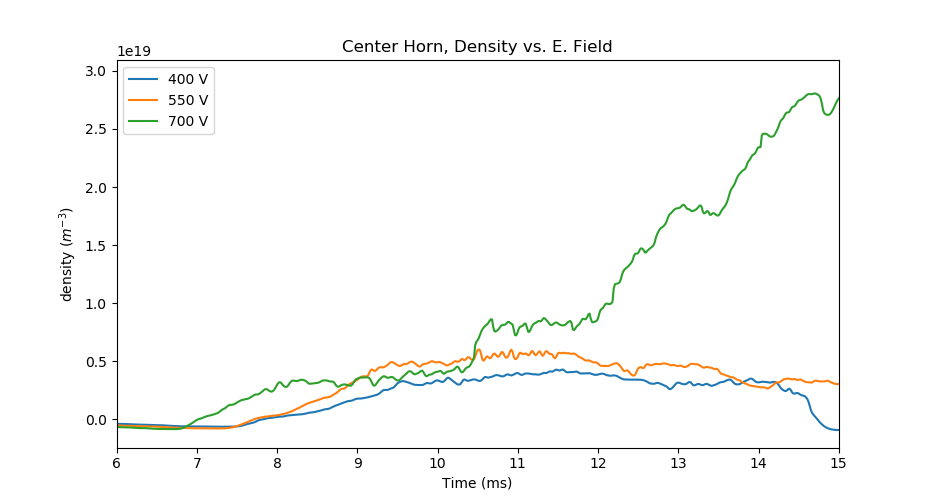 Center Horn, Density vs. E. Field
1e19
400 V
550 V
700 V
3.0
2.5
2.0
1.5
1.0
0.5
0.0
density (m⁻³)
6 7 8 9 10 11 12 13 14 15
Time (ms)